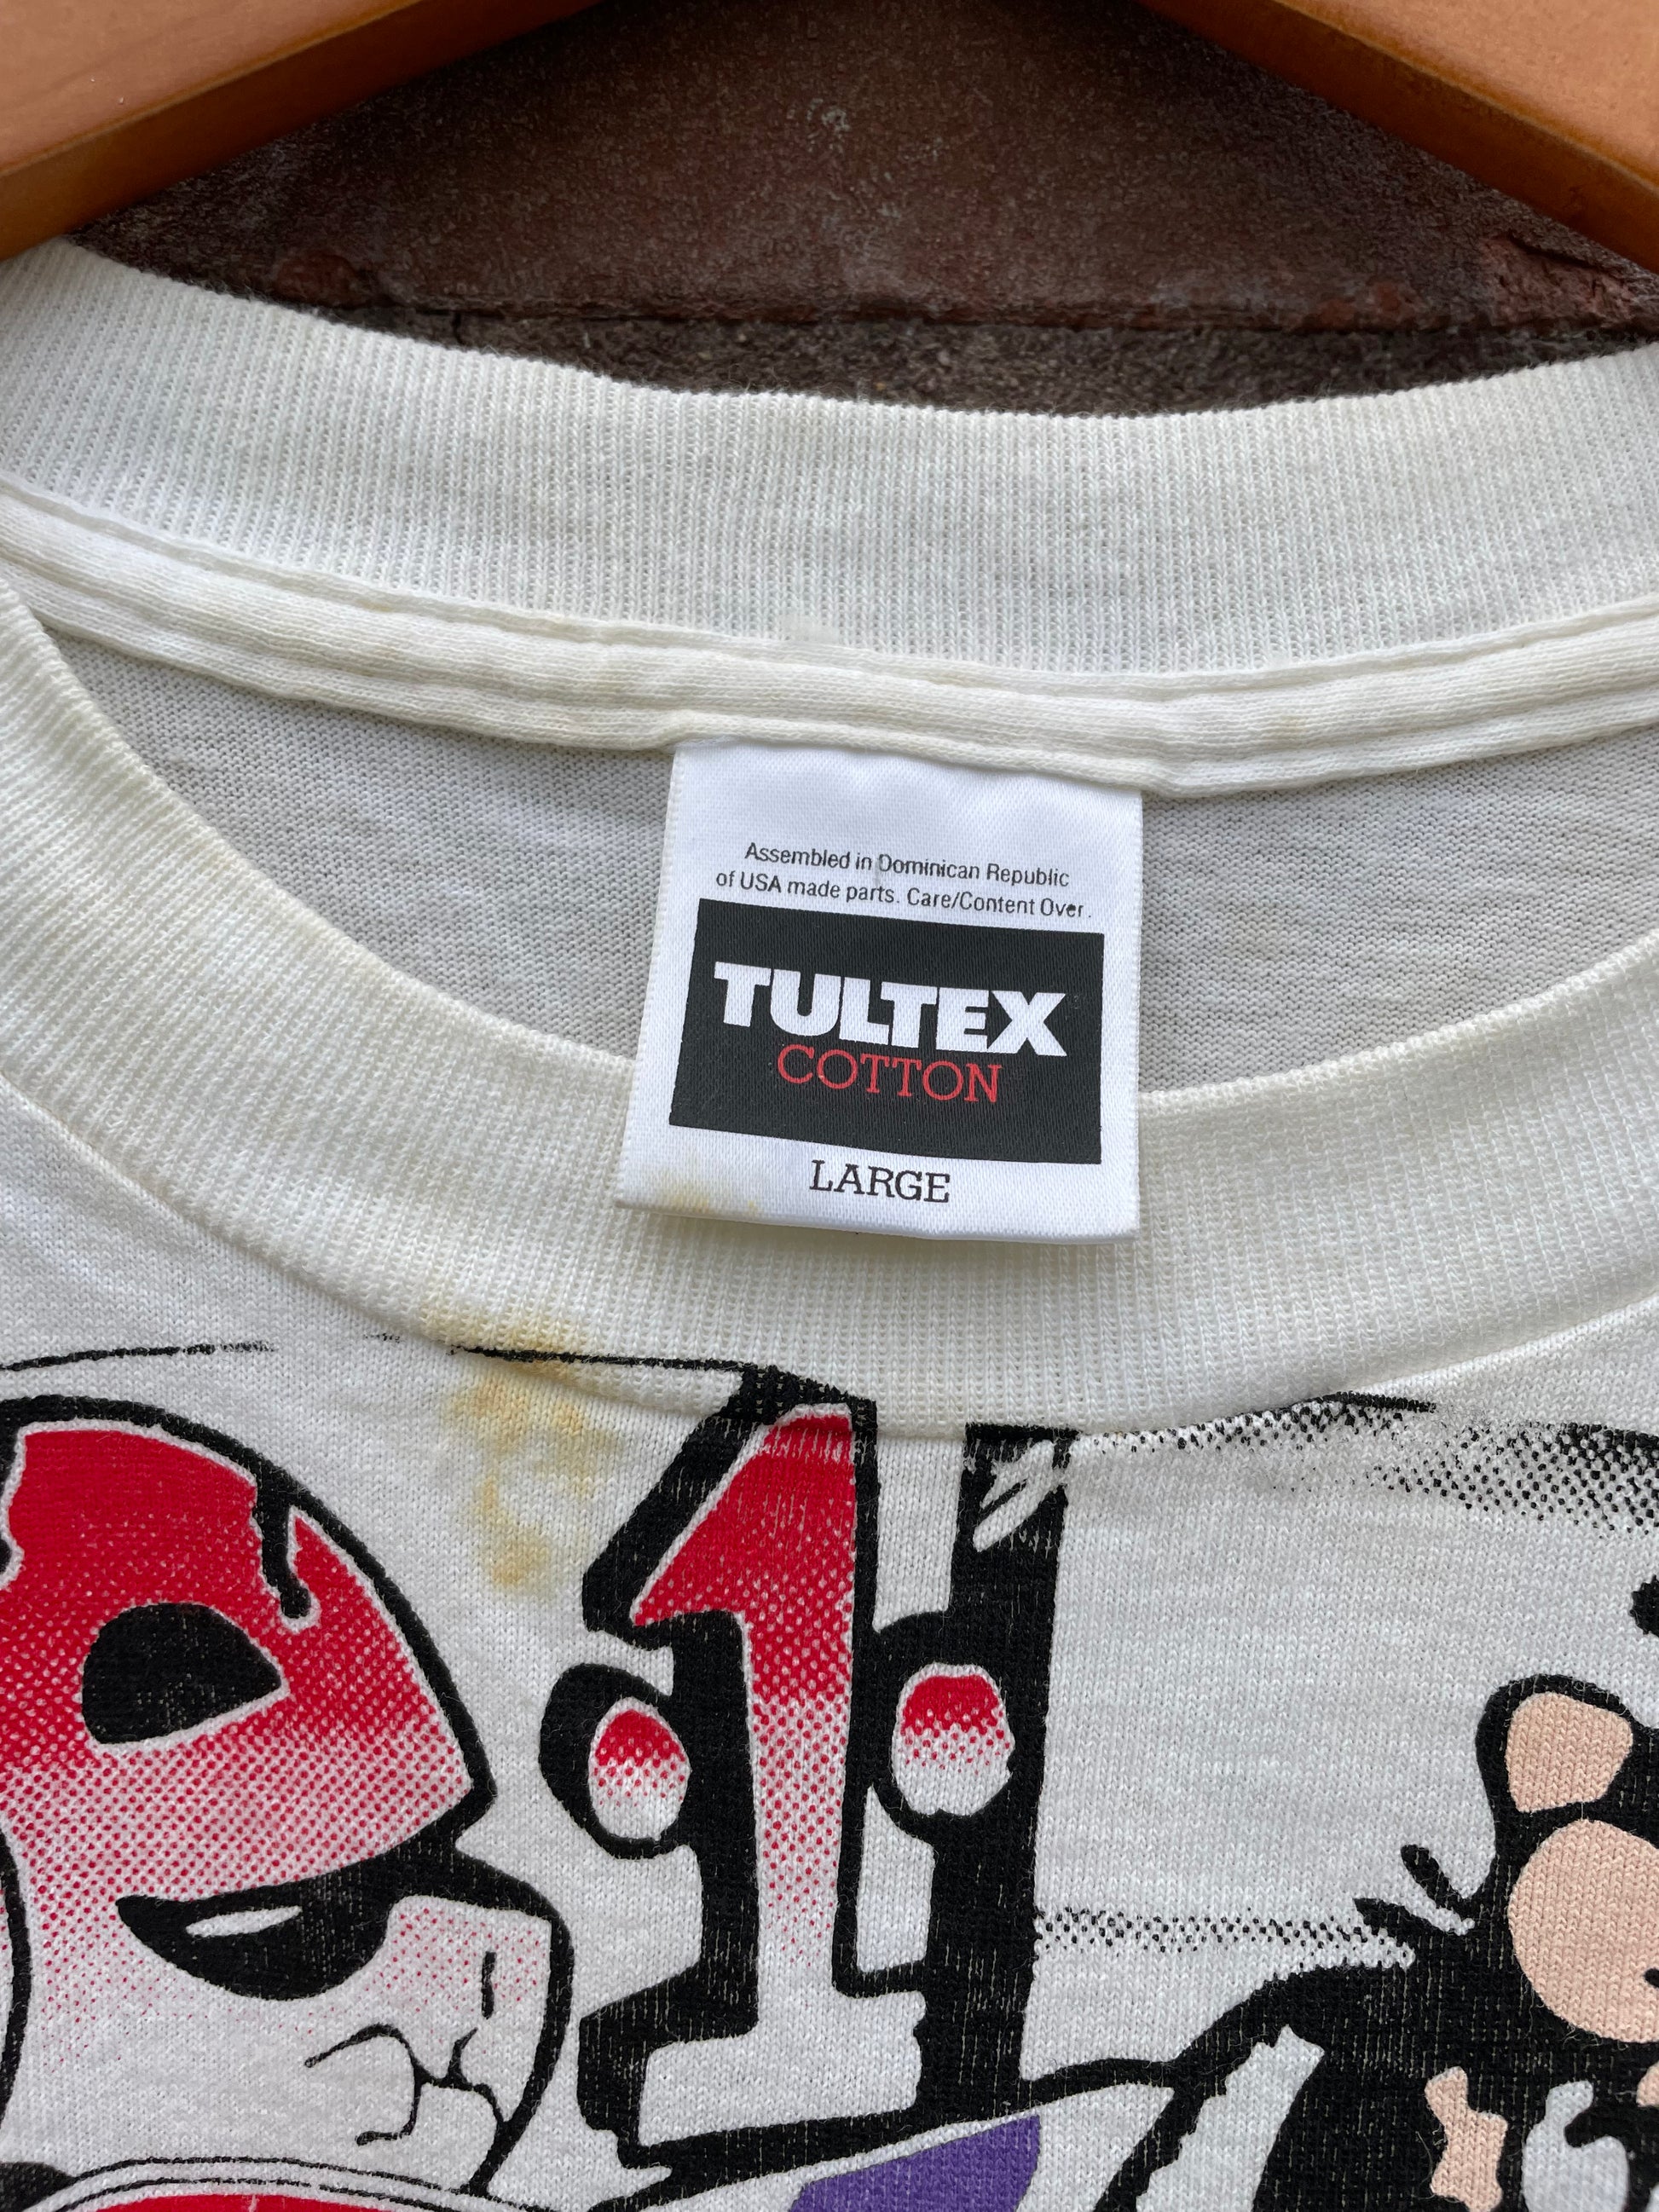 Assembled in Dominican Republic
of USA made parts. Care/Content Over.
TULTEX
COTTON
LARGE